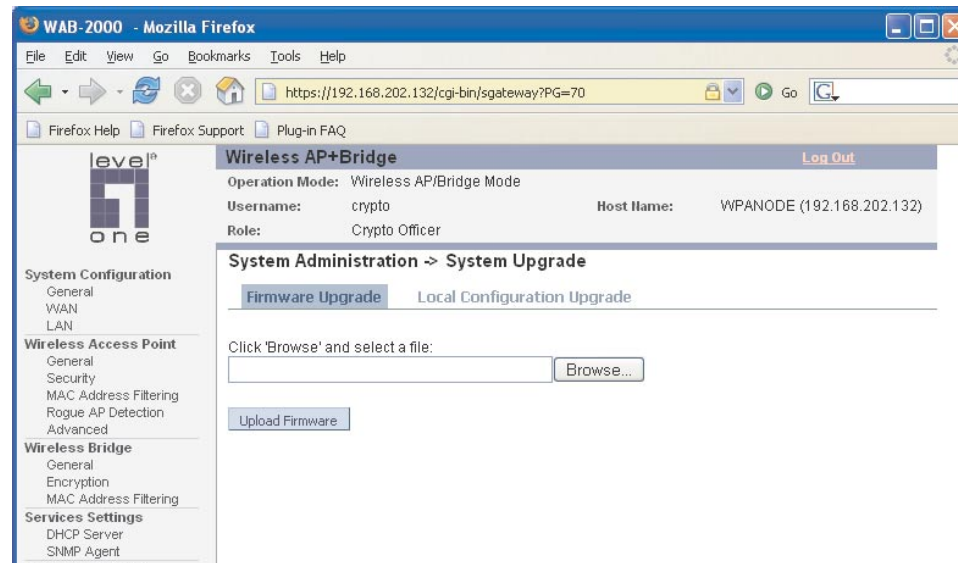 WAB-2000 - Mozilla Firefox
File Edit View Go Bookmarks Tools Help
https://192.168.202.132/cgi-bin/sgateway?PG=70
Go
G
Firefox Help Firefox Support Plug-in FAQ
level®
one
Wireless AP+Bridge Log Out
Operation Mode: Wireless AP/Bridge Mode
Username: crypto Host Name: WPANODE (192.168.202.132)
Role: Crypto Officer
System Configuration
General
WAN
LAN
Wireless Access Point
General
Security
MAC Address Filtering
Rogue AP Detection
Advanced
Wireless Bridge
General
Encryption
MAC Address Filtering
Services Settings
DHCP Server
SNMP Agent
System Administration -> System Upgrade
Firmware Upgrade Local Configuration Upgrade
Click 'Browse' and select a file:
Browse...
Upload Firmware